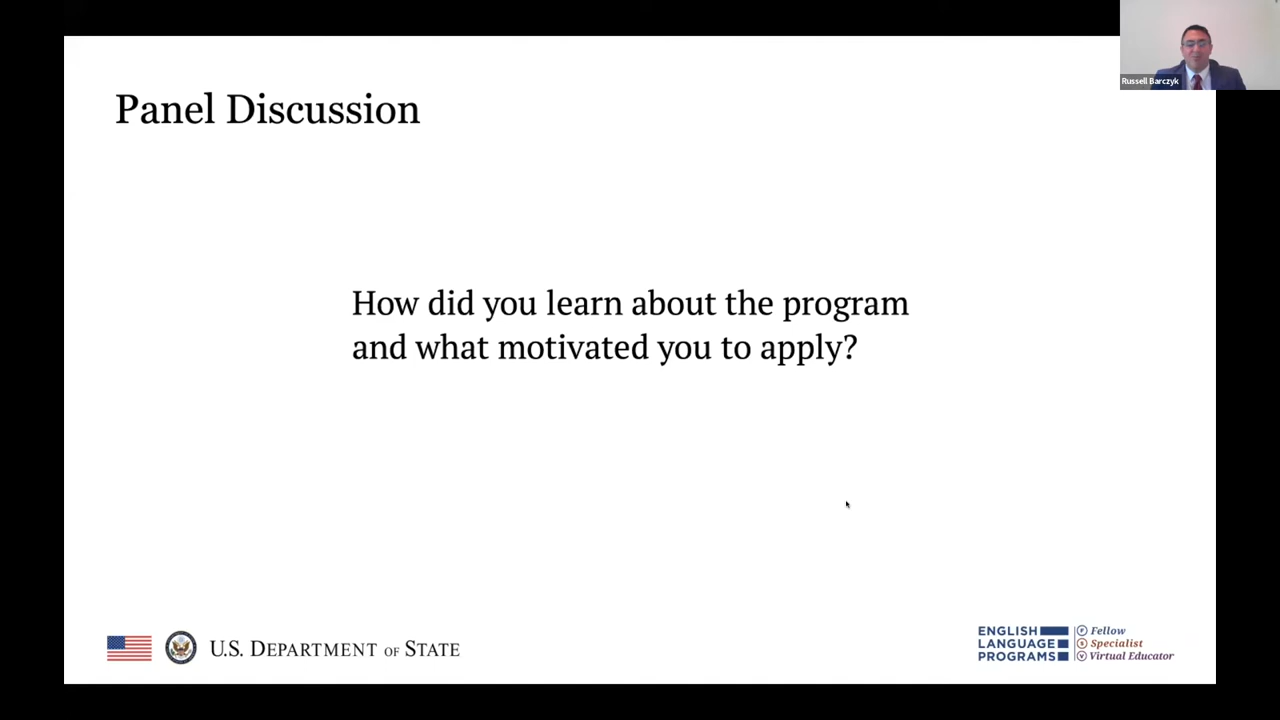 Russell Barczyk
Panel Discussion
How did you learn about the program
and what motivated you to apply?
U.S. DEPARTMENT OF STATE
ENGLISH
LANGUAGE
PROGRAMS
F Fellow
S Specialist
V Virtual Educator